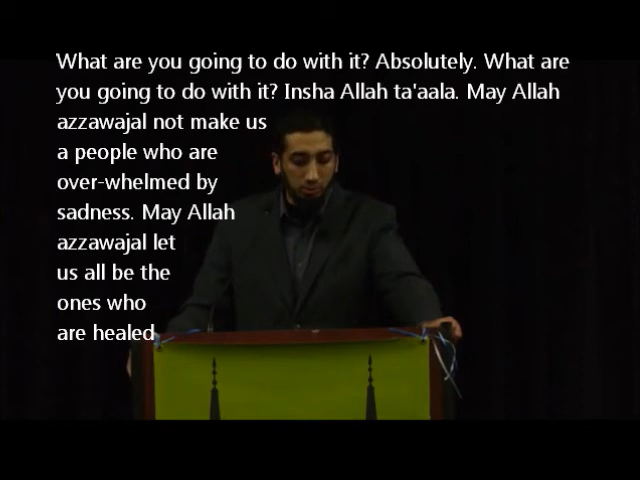 What are you going to do with it? Absolutely. What are
you going to do with it? Insha Allah ta'aala. May Allah
azzawajal not make us
a people who are
over-whelmed by
sadness. May Allah
azzawajal let
us all be the
ones who
are healed